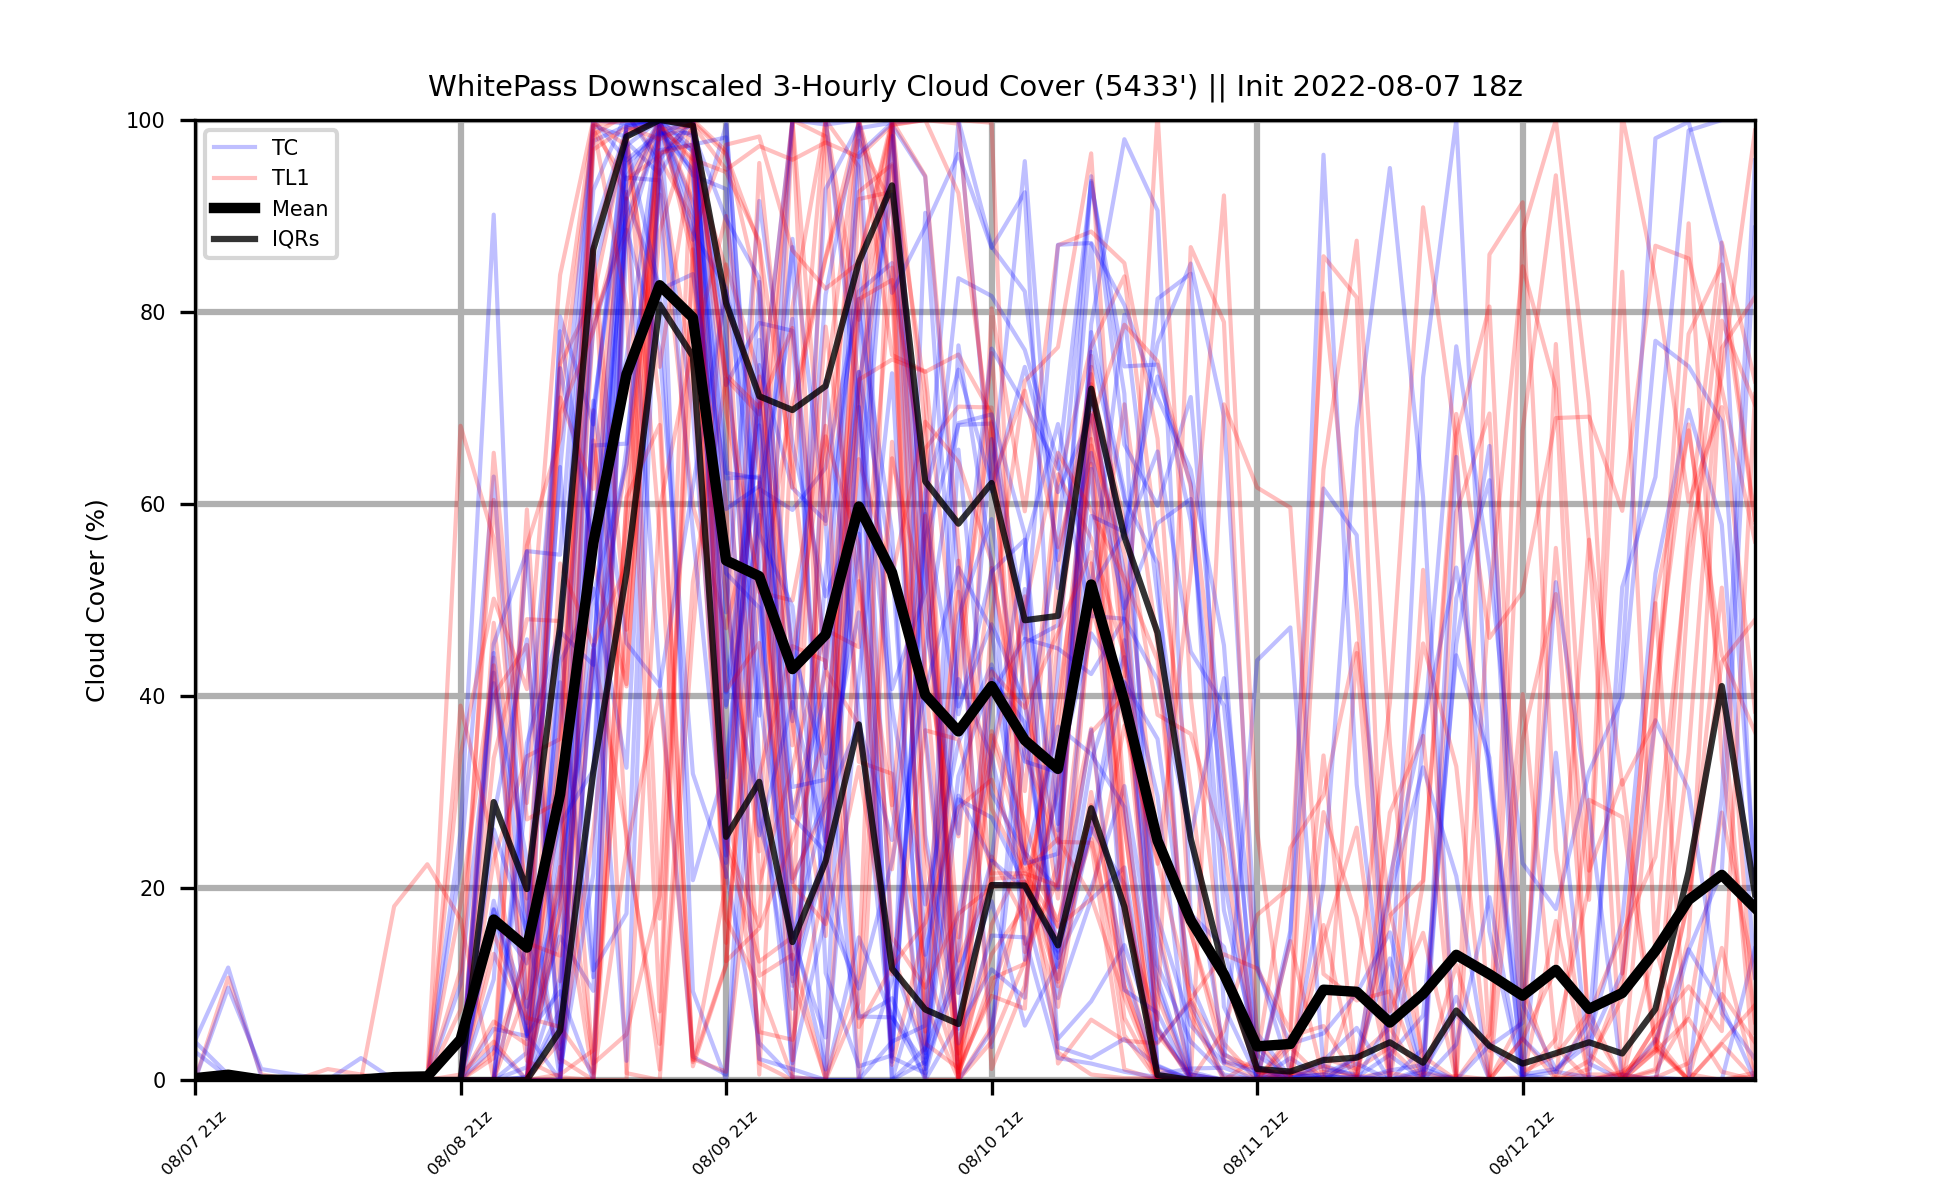 WhitePass Downscaled 3-Hourly Cloud Cover (5433') || Init 2022-08-07 18z
100
80
60
40
20
0
Cloud Cover (%)
TC
TL1
Mean
IQRs
08/07 21z
08/08 21z
08/09 21z
08/10 21z
08/11 21z
08/12 21z